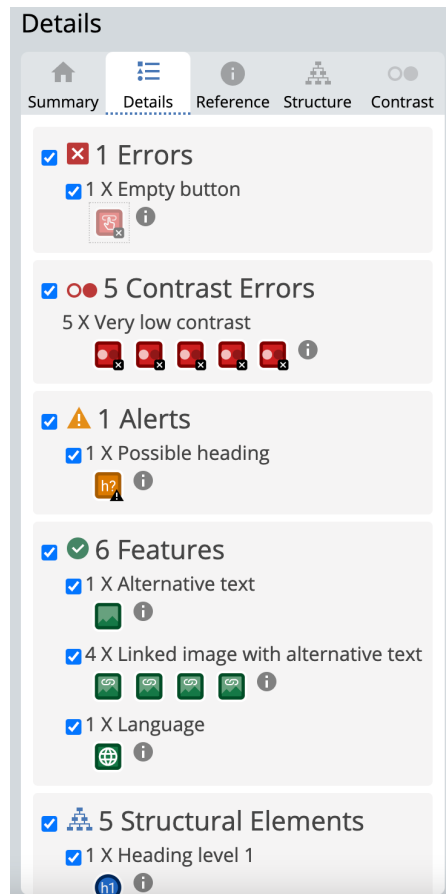 Details
Summary Details Reference Structure Contrast
1 Errors
1 X Empty button
5 Contrast Errors
5 X Very low contrast
1 Alerts
1 X Possible heading
h?
6 Features
1 X Alternative text
4 X Linked image with alternative text
1 X Language
5 Structural Elements
1 X Heading level 1
h1